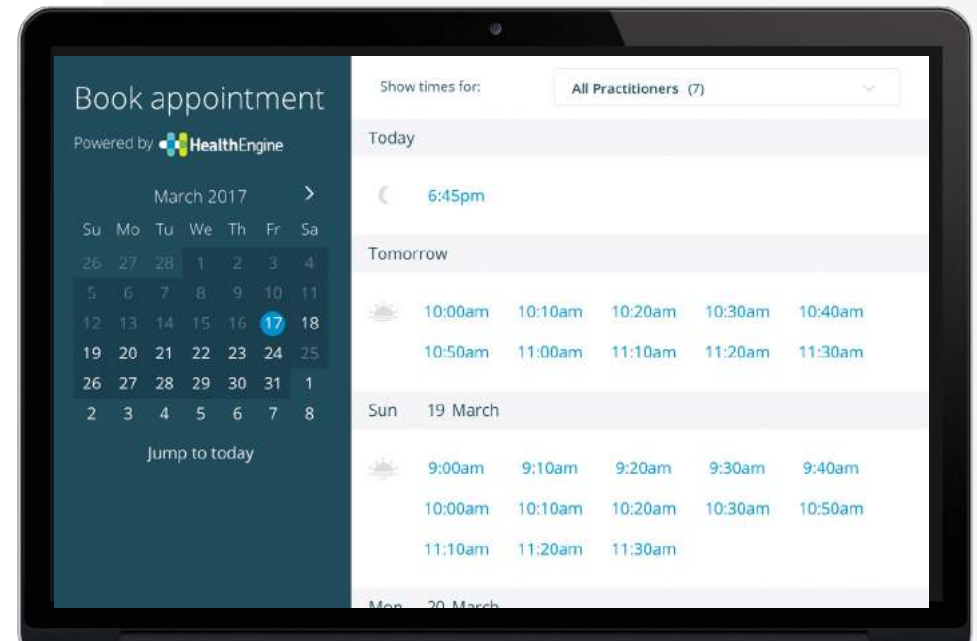 Book appointment
Powered by HealthEngine
March 2017 >
Su Mo Tu We Th Fr Sa
26 27 28 1 2 3 4
5 6 7 8 9 10 11
12 13 14 15 16 17 18
19 20 21 22 23 24 25
26 27 28 29 30 31 1
2 3 4 5 6 7 8
Jump to today
Show times for: All Practitioners (7)
Today
6:45pm
Tomorrow
10:00am 10:10am 10:20am 10:30am 10:40am
10:50am 11:00am 11:10am 11:20am 11:30am
Sun 19 March
9:00am 9:10am 9:20am 9:30am 9:40am
10:00am 10:10am 10:20am 10:30am 10:50am
11:10am 11:20am 11:30am
Mon 20 March